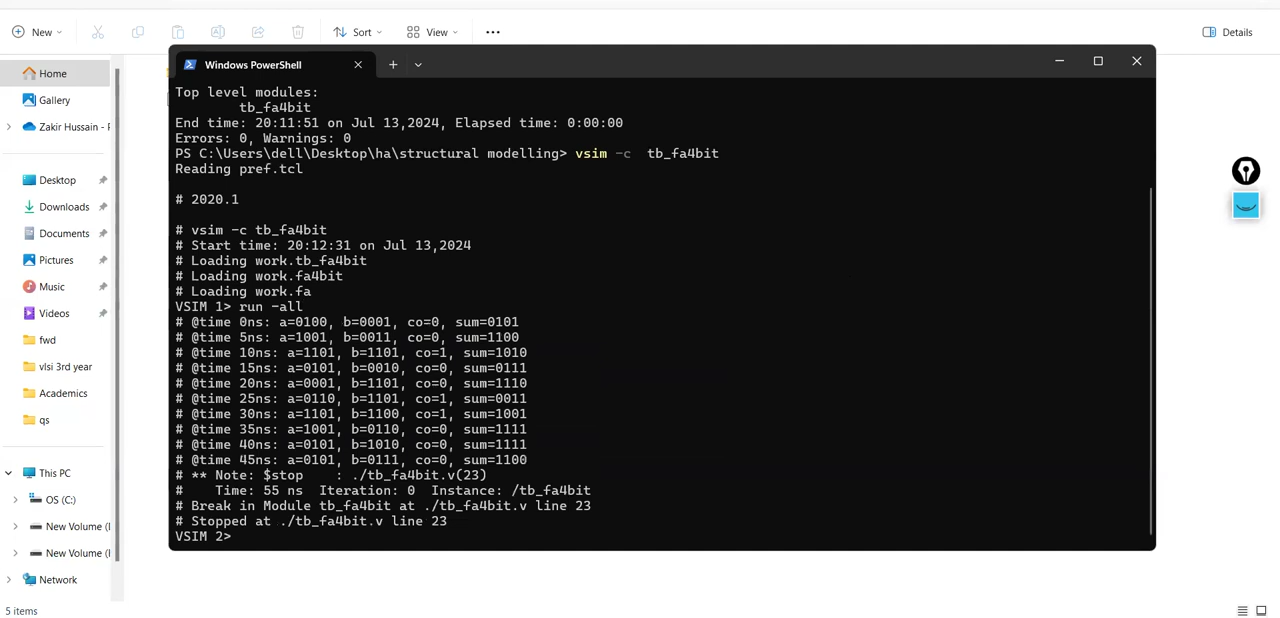 New
Sort
View
Details
Windows PowerShell
Home
Gallery
Zakir Hussain - F
Desktop
Downloads
Documents
Pictures
Music
Videos
fwd
vlsi 3rd year
Academics
qs
This PC
OS (C:)
New Volume (
New Volume (
Network
5 items
Top level modules:
tb_fa4bit
End time: 20:11:51 on Jul 13,2024, Elapsed time: 0:00:00
Errors: 0, Warnings: 0
PS C:\Users\dell\Desktop\ha\structural modelling> vsim -c  tb_fa4bit
Reading pref.tcl
# 2020.1
# vsim -c tb_fa4bit
# Start time: 20:12:31 on Jul 13,2024
# Loading work.tb_fa4bit
# Loading work.fa4bit
# Loading work.fa
VSIM 1> run -all
# @time 0ns: a=0100, b=0001, co=0, sum=0101
# @time 5ns: a=1001, b=0011, co=0, sum=1100
# @time 10ns: a=1101, b=1101, co=1, sum=1010
# @time 15ns: a=0101, b=0010, co=0, sum=0111
# @time 20ns: a=0001, b=1101, co=0, sum=1110
# @time 25ns: a=0110, b=1101, co=1, sum=0011
# @time 30ns: a=1101, b=1100, co=1, sum=1001
# @time 35ns: a=1001, b=0110, co=0, sum=1111
# @time 40ns: a=0101, b=1010, co=0, sum=1111
# @time 45ns: a=0101, b=0111, co=0, sum=1100
# ** Note: $stop    : ./tb_fa4bit.v(23)
#    Time: 55 ns  Iteration: 0  Instance: /tb_fa4bit
# Break in Module tb_fa4bit at ./tb_fa4bit.v line 23
# Stopped at ./tb_fa4bit.v line 23
VSIM 2>